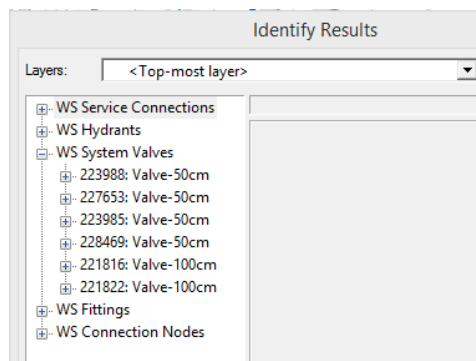 Identify Results
Layers: <Top-most layer>
WS Service Connections
WS Hydrants
WS System Valves
223988: Valve-50cm
227653: Valve-50cm
223985: Valve-50cm
228469: Valve-50cm
221816: Valve-100cm
221822: Valve-100cm
WS Fittings
WS Connection Nodes